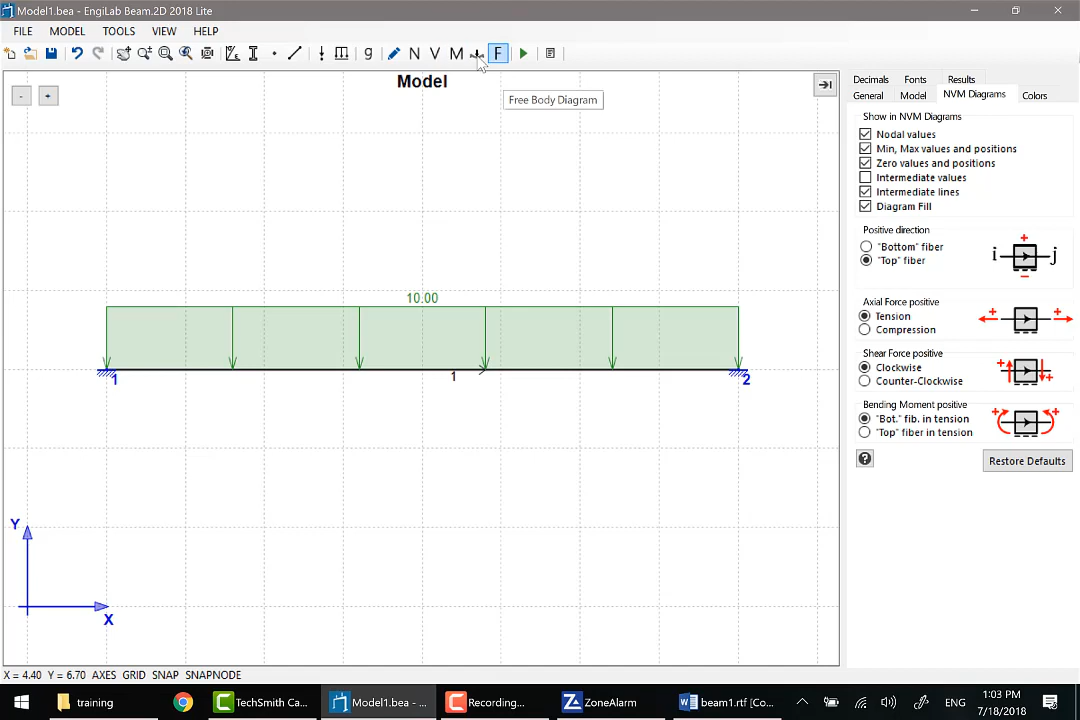 Model1.bea - EngiLab Beam.2D 2018 Lite
FILE MODEL TOOLS VIEW HELP
g N V M F
Model
- +
Free Body Diagram
10.00
1 1 2
Y
X
Decimals Fonts Results
General Model NVM Diagrams Colors
Show in NVM Diagrams
Nodal values
Min, Max values and positions
Zero values and positions
Intermediate values
Intermediate lines
Diagram Fill
Positive direction
"Bottom" fiber
"Top" fiber
+
i j
-
Axial Force positive
Tension
Compression
+ +
Shear Force positive
Clockwise
Counter-Clockwise
+ +
Bending Moment positive
"Bot." fib. in tension
"Top" fiber in tension
+ +
?
Restore Defaults
X = 4.40 Y = 6.70 AXES GRID SNAP SNAPNODE
training
TechSmith Ca...
Model1.bea - ...
Recording...
ZoneAlarm
beam1.rtf [Co...
ENG
1:03 PM
7/18/2018